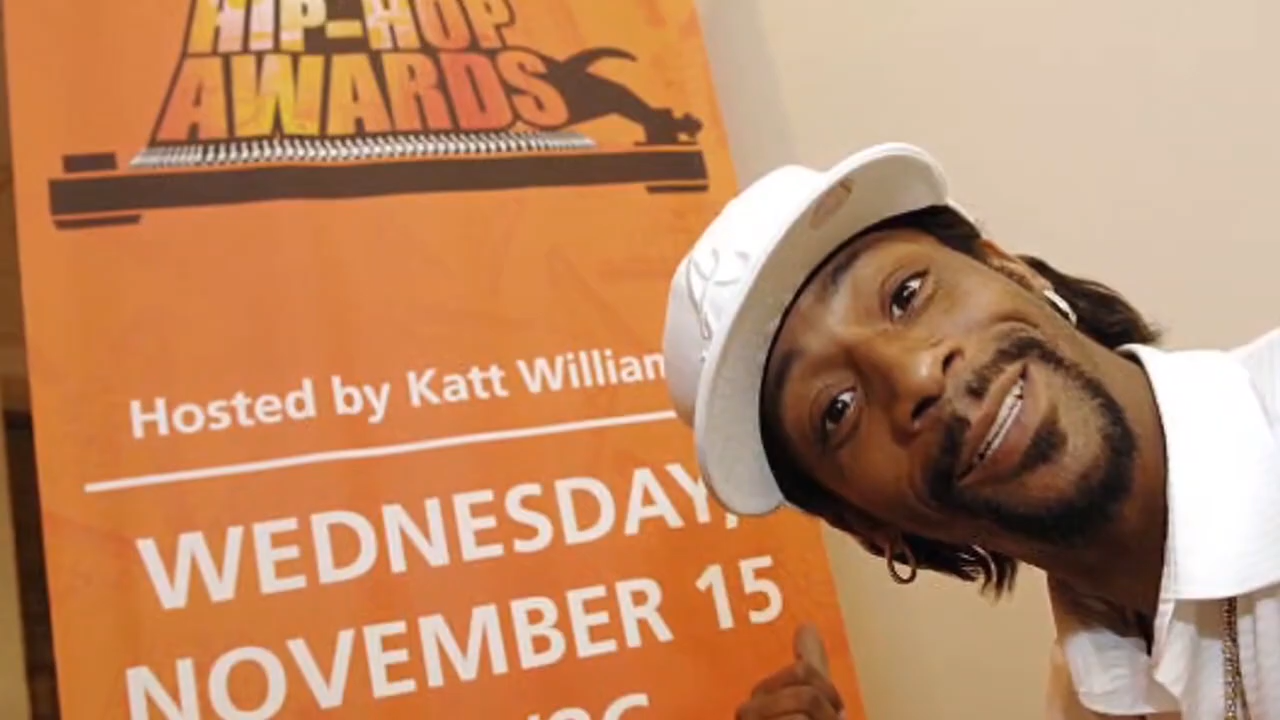 HIP-HOP
AWARDS
Hosted by Katt William
WEDNESDAY,
NOVEMBER 15